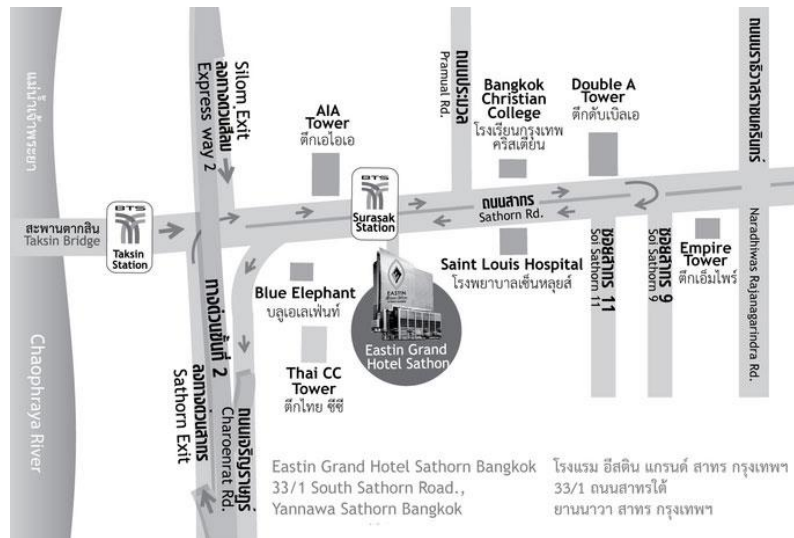 แม่น้ำเจ้าพระยา
Chaophraya River
สะพานตากสิน
Taksin Bridge
BTS
Taksin
Station
Silom Exit
ลงทางด่วนสีลม
Express way 2
ทางด่วนขั้นที่ 2
ลงทางด่วนสาทร
Sathorn Exit
ถนนเจริญราษฎร์
Charoenrat Rd.
AIA
Tower
ตึกเอไอเอ
BTS
Surasak
Station
ถนนประมวล
Pramual Rd.
Bangkok
Christian
College
โรงเรียนกรุงเทพ
คริสเตียน
Double A
Tower
ตึกดับเบิลเอ
ถนนนราธิวาสราชนครินทร์
Naradhiwas Rajanagarindra Rd.
ถนนสาทร
Sathorn Rd.
Blue Elephant
บลูเอเลเฟ่นท์
Thai CC
Tower
ตึกไทย ซีซี
EASTIN
Eastin Grand
Hotel Sathon
Saint Louis Hospital
โรงพยาบาลเซ็นหลุยส์
ซอยสาทร 11
Soi Sathorn 11
ซอยสาทร 9
Soi Sathorn 9
Empire
Tower
ตึกเอ็มไพร์
Eastin Grand Hotel Sathorn Bangkok
33/1 South Sathorn Road.,
Yannawa Sathorn Bangkok
โรงแรม อีสติน แกรนด์ สาทร กรุงเทพฯ
33/1 ถนนสาทรใต้
ยานนาวา สาทร กรุงเทพฯ